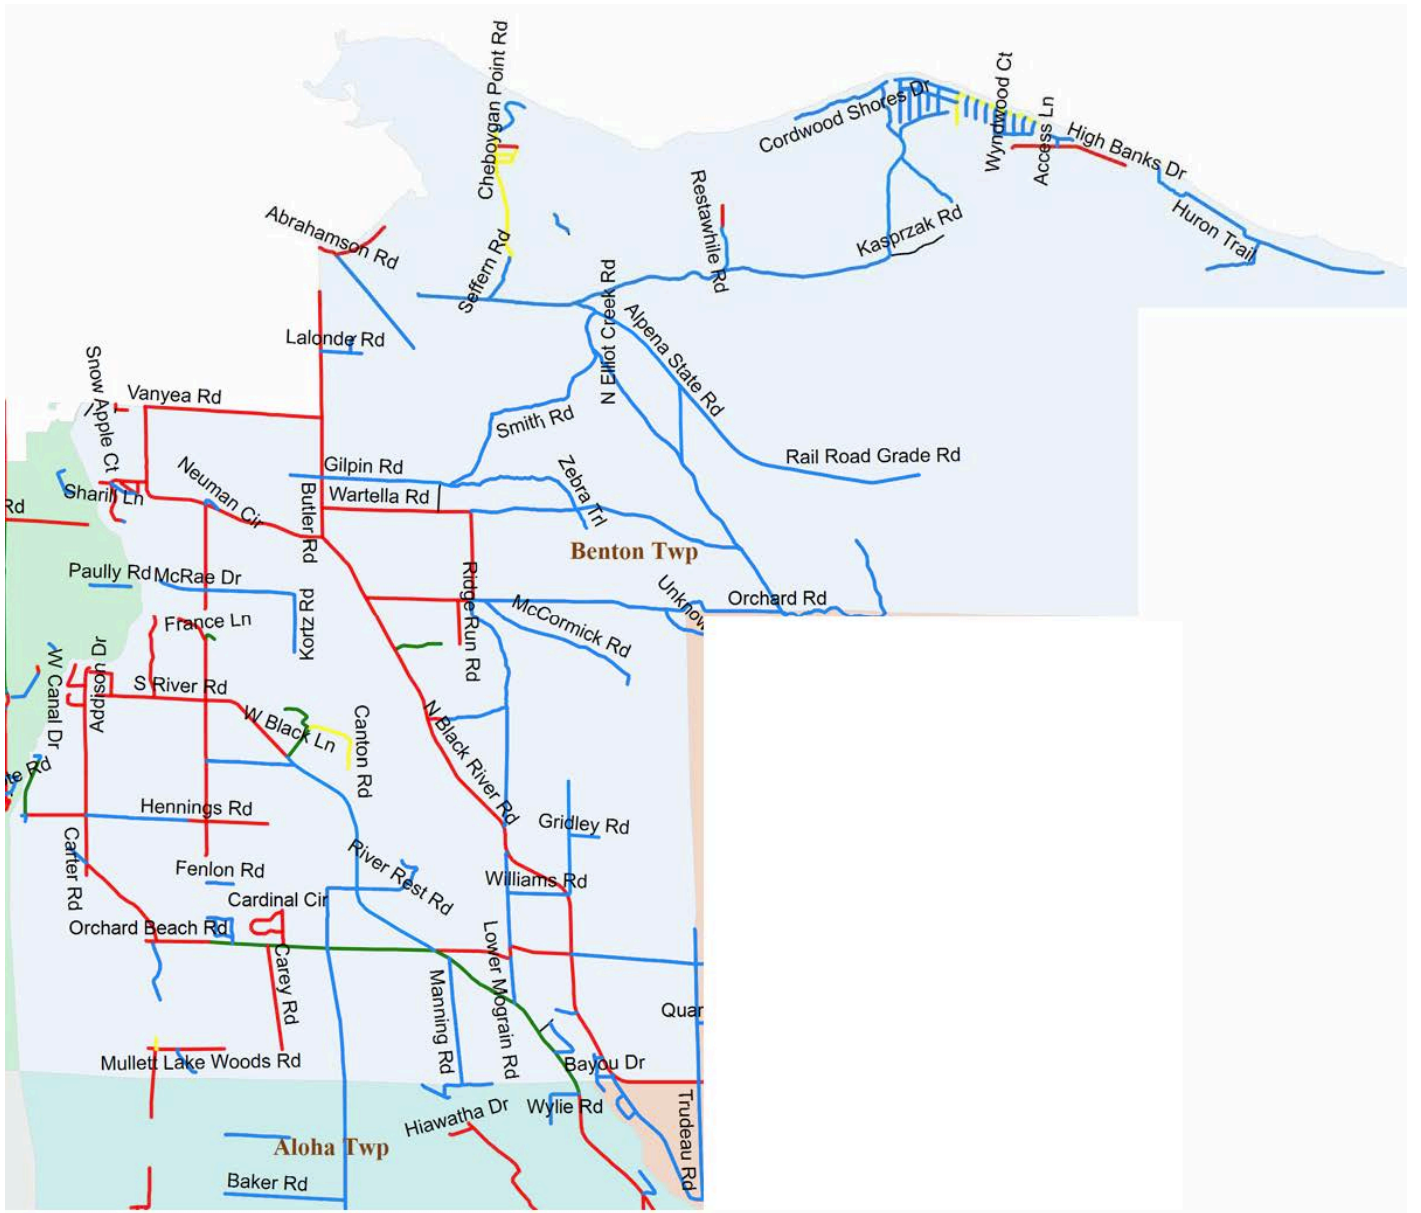 Cheboygan Point Rd
Cordwood Shores Dr
Wyndwood Ct
Access Ln
High Banks Dr
Huron Trail
Abrahamson Rd
Seffern Rd
Restawhile Rd
Kasprzak Rd
Lalonde Rd
N Elliot Creek Rd
Alpena State Rd
Snow Apple Ct
Vanyea Rd
Smith Rd
Rail Road Grade Rd
Gilpin Rd
Neuman Cir
Sharill Ln
Wartella Rd
Butler Rd
Zebra Trl
Rd
Benton Twp
Paully Rd
McRae Dr
Kortz Rd
Ridge Run Rd
McCormick Rd
Unknow
Orchard Rd
France Ln
W Canal Dr
Addison Dr
S River Rd
W Black Ln
Canton Rd
N Black River Rd
te Rd
Hennings Rd
Gridley Rd
Carter Rd
Fenlon Rd
River Rest Rd
Williams Rd
Cardinal Cir
Orchard Beach Rd
Carey Rd
Manning Rd
Lower Mograin Rd
Quar
Mullett Lake Woods Rd
Bayou Dr
Hiawatha Dr
Wylie Rd
Trudeau Rd
Aloha Twp
Baker Rd